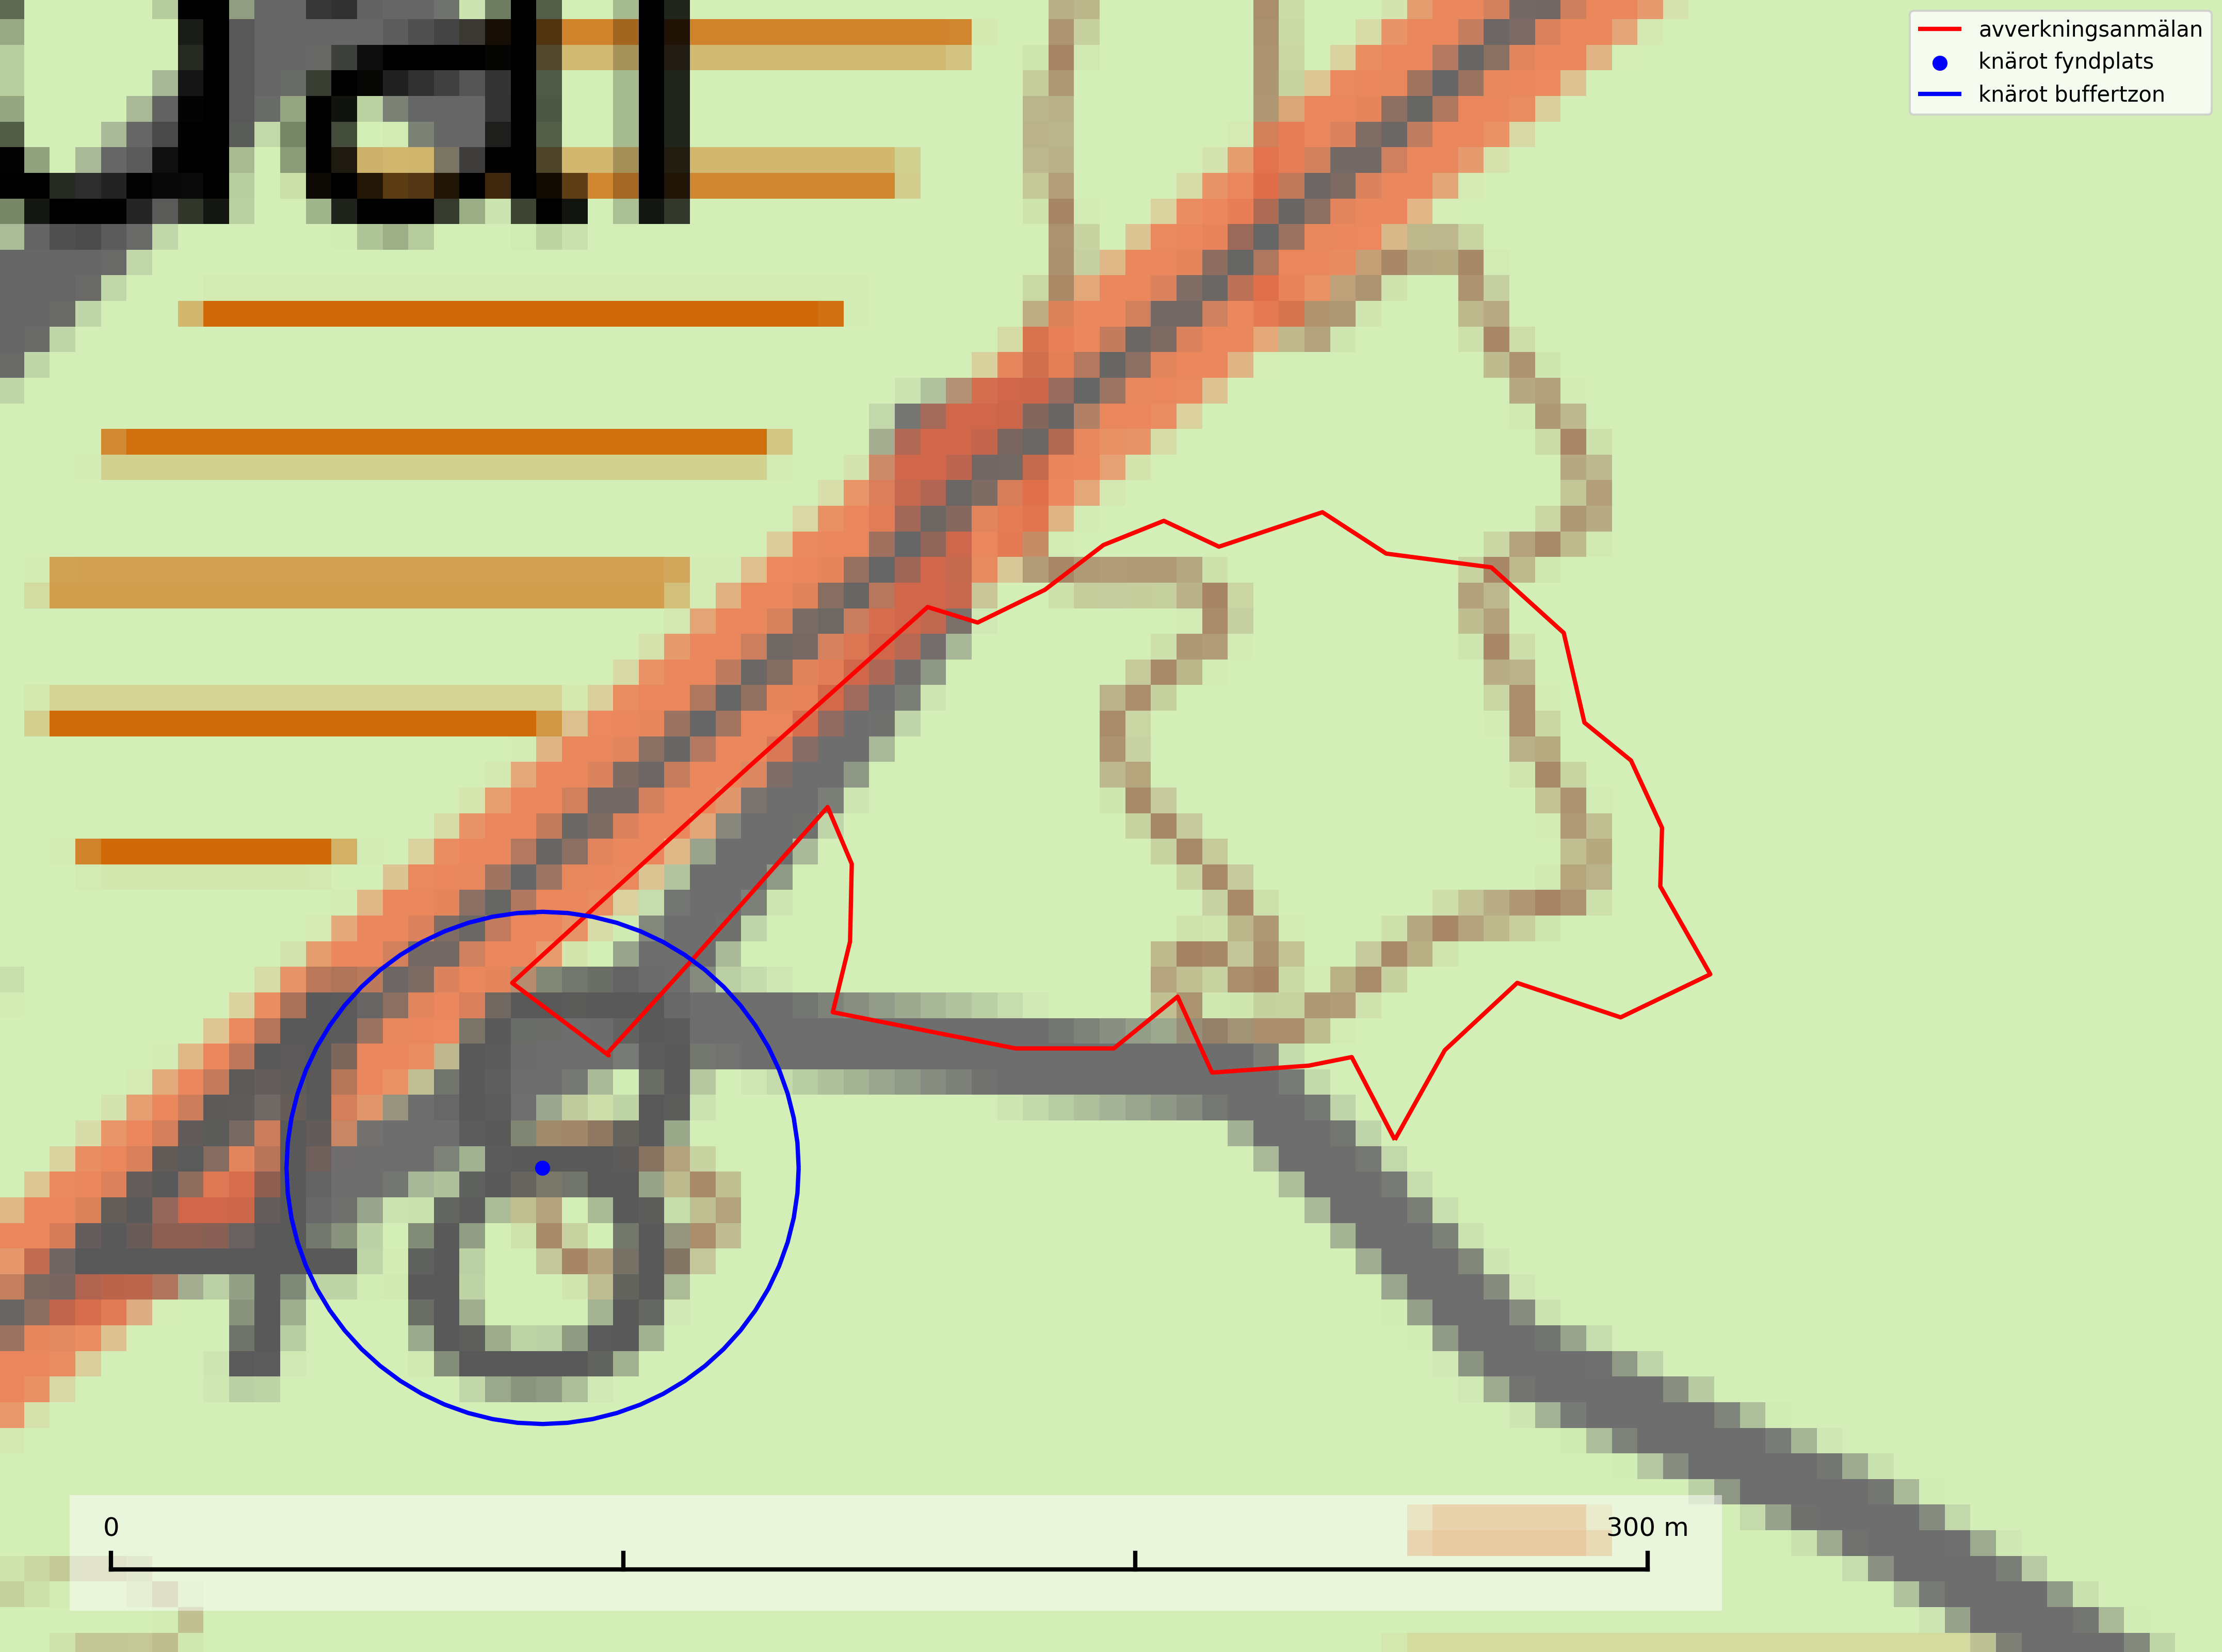 avverkningsanmälan
knärot fyndplats
knärot buffertzon
0
300 m